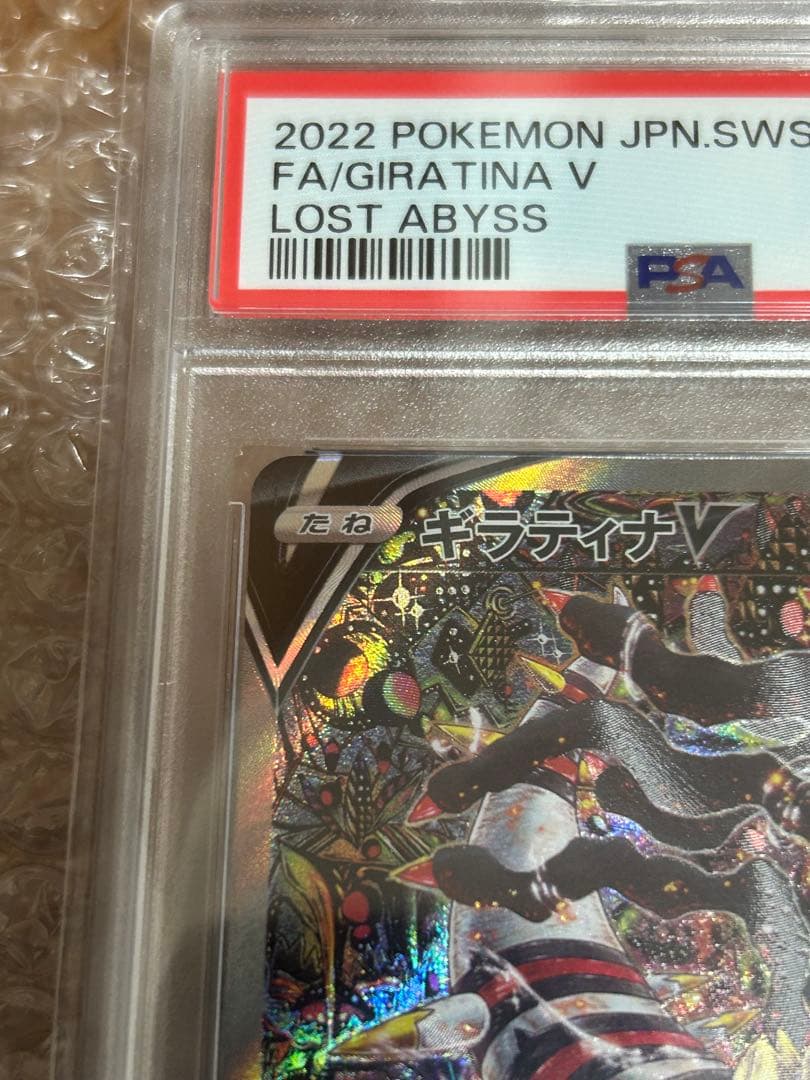 2022 POKEMON JPN.SWS
FA/GIRATINA V
LOST ABYSS
PSA
たね
ギラティナV